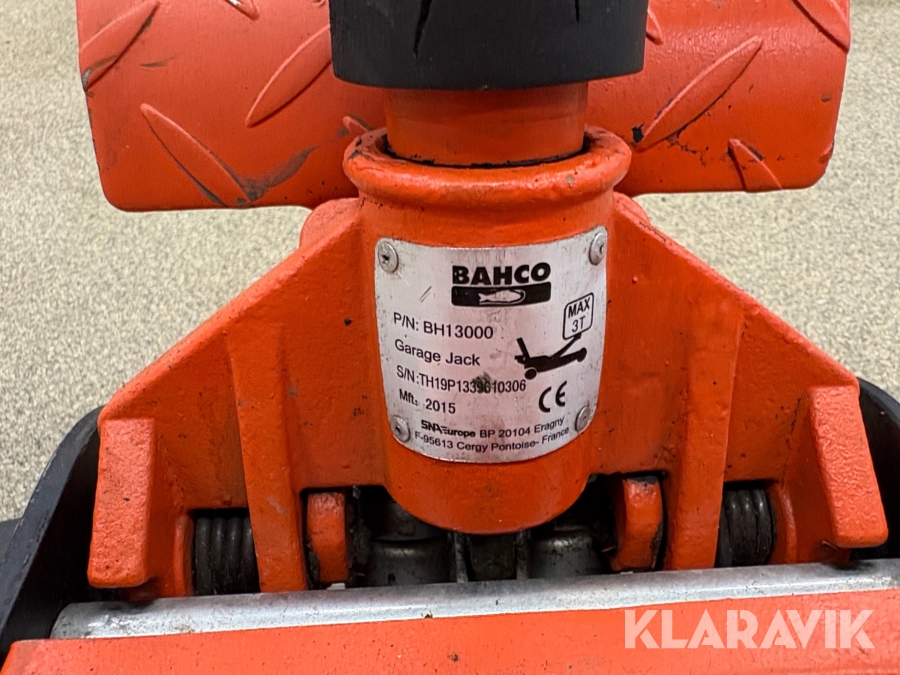 BAHCO
P/N: BH13000
MAX
3T
Garage Jack
S/N:TH19P1339610306
Mft: 2015
CE
SNA Europe BP 20104 Eragny
F-95613 Cergy Pontoise- France
KLARAVIK